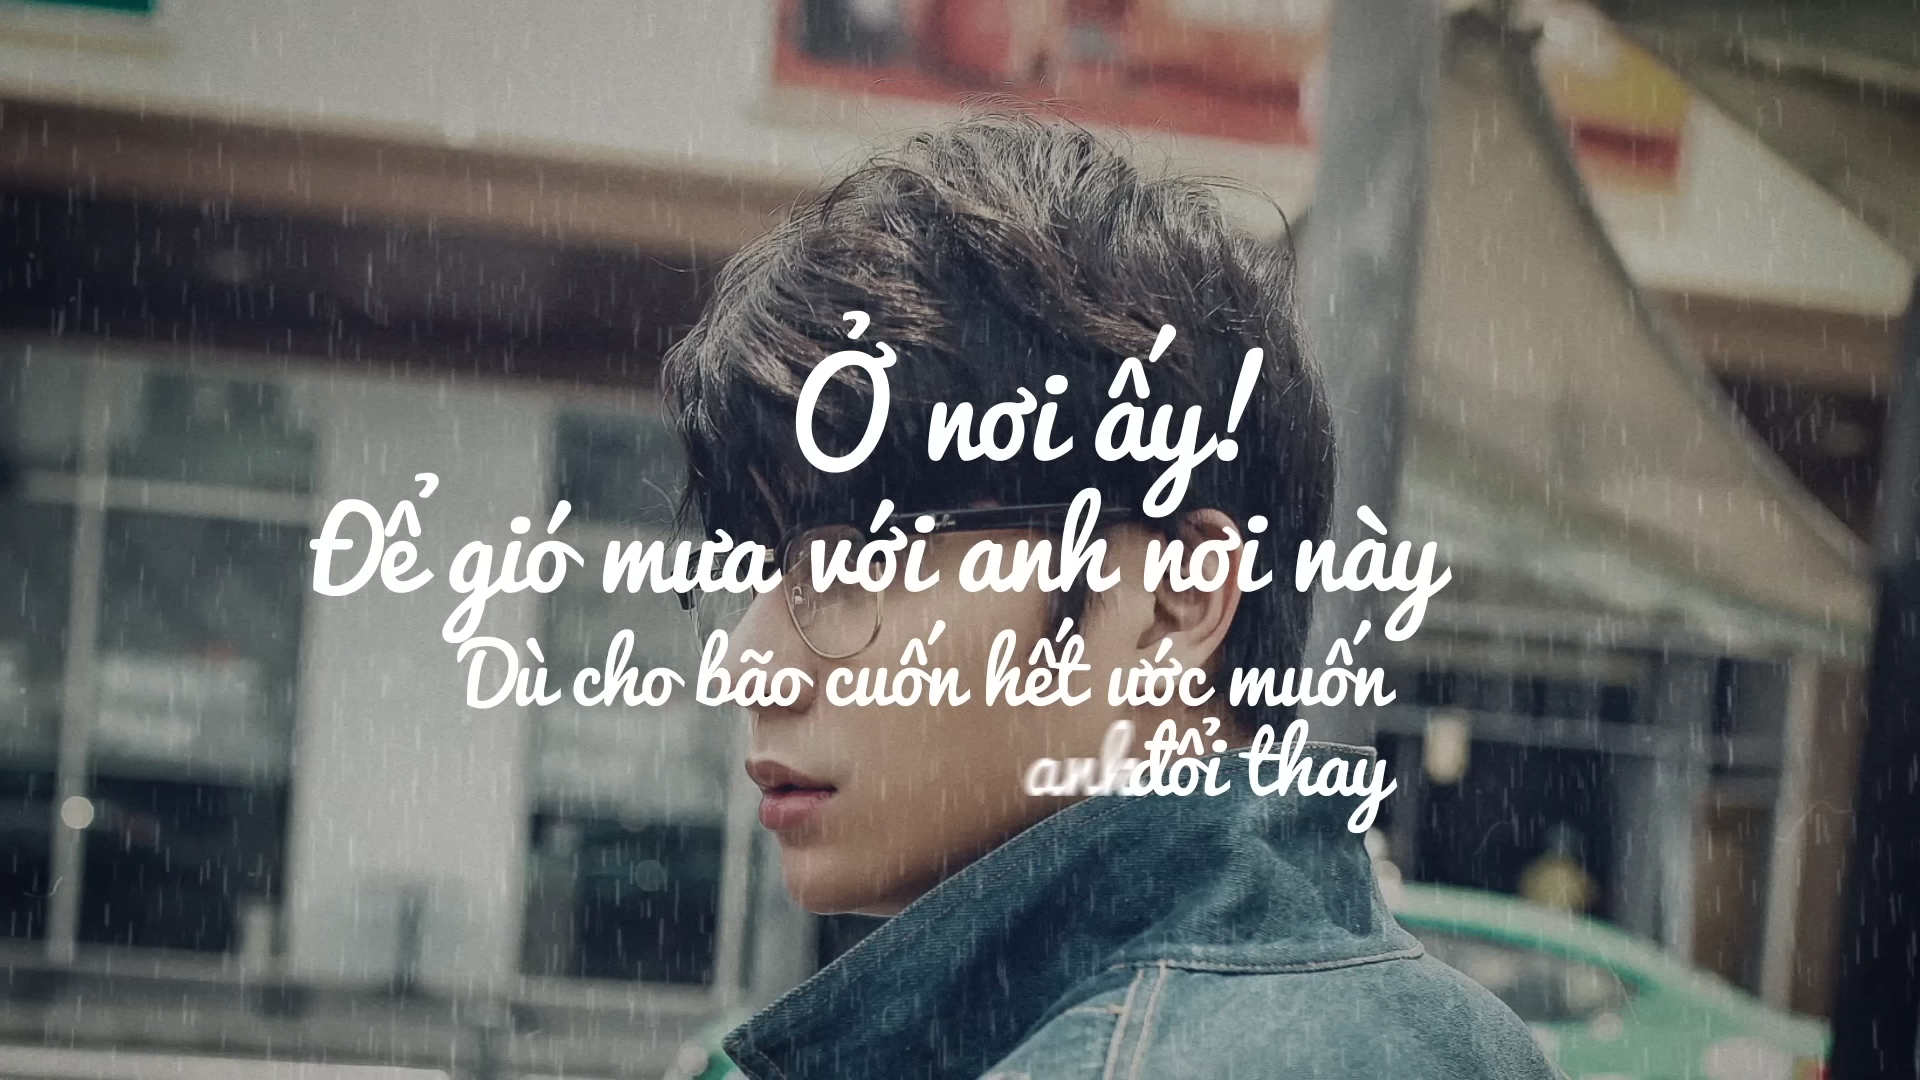 Ở nơi ấy!
Để gió mưa với anh nơi này
Dù cho bão cuốn hết ước muốn
anh đổi thay